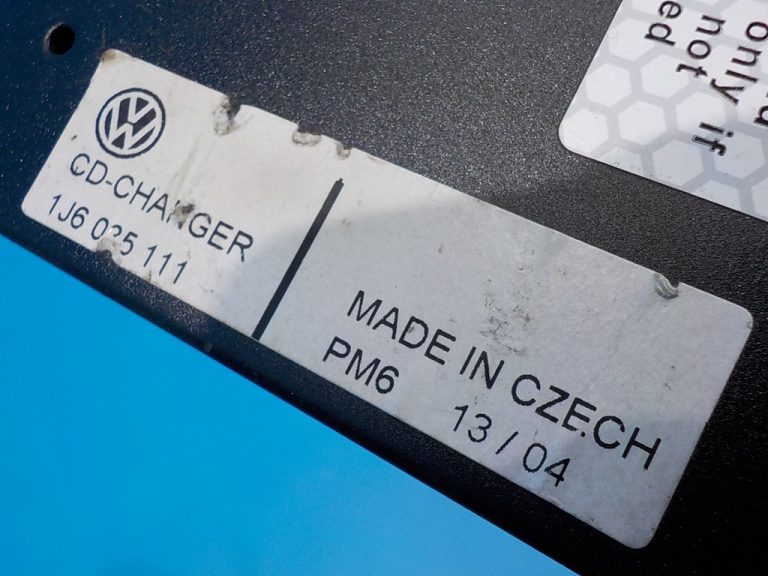 CD-CHANGER
1J6 035 111
MADE IN CZECH
PM6 13 / 04
only if
not
ed